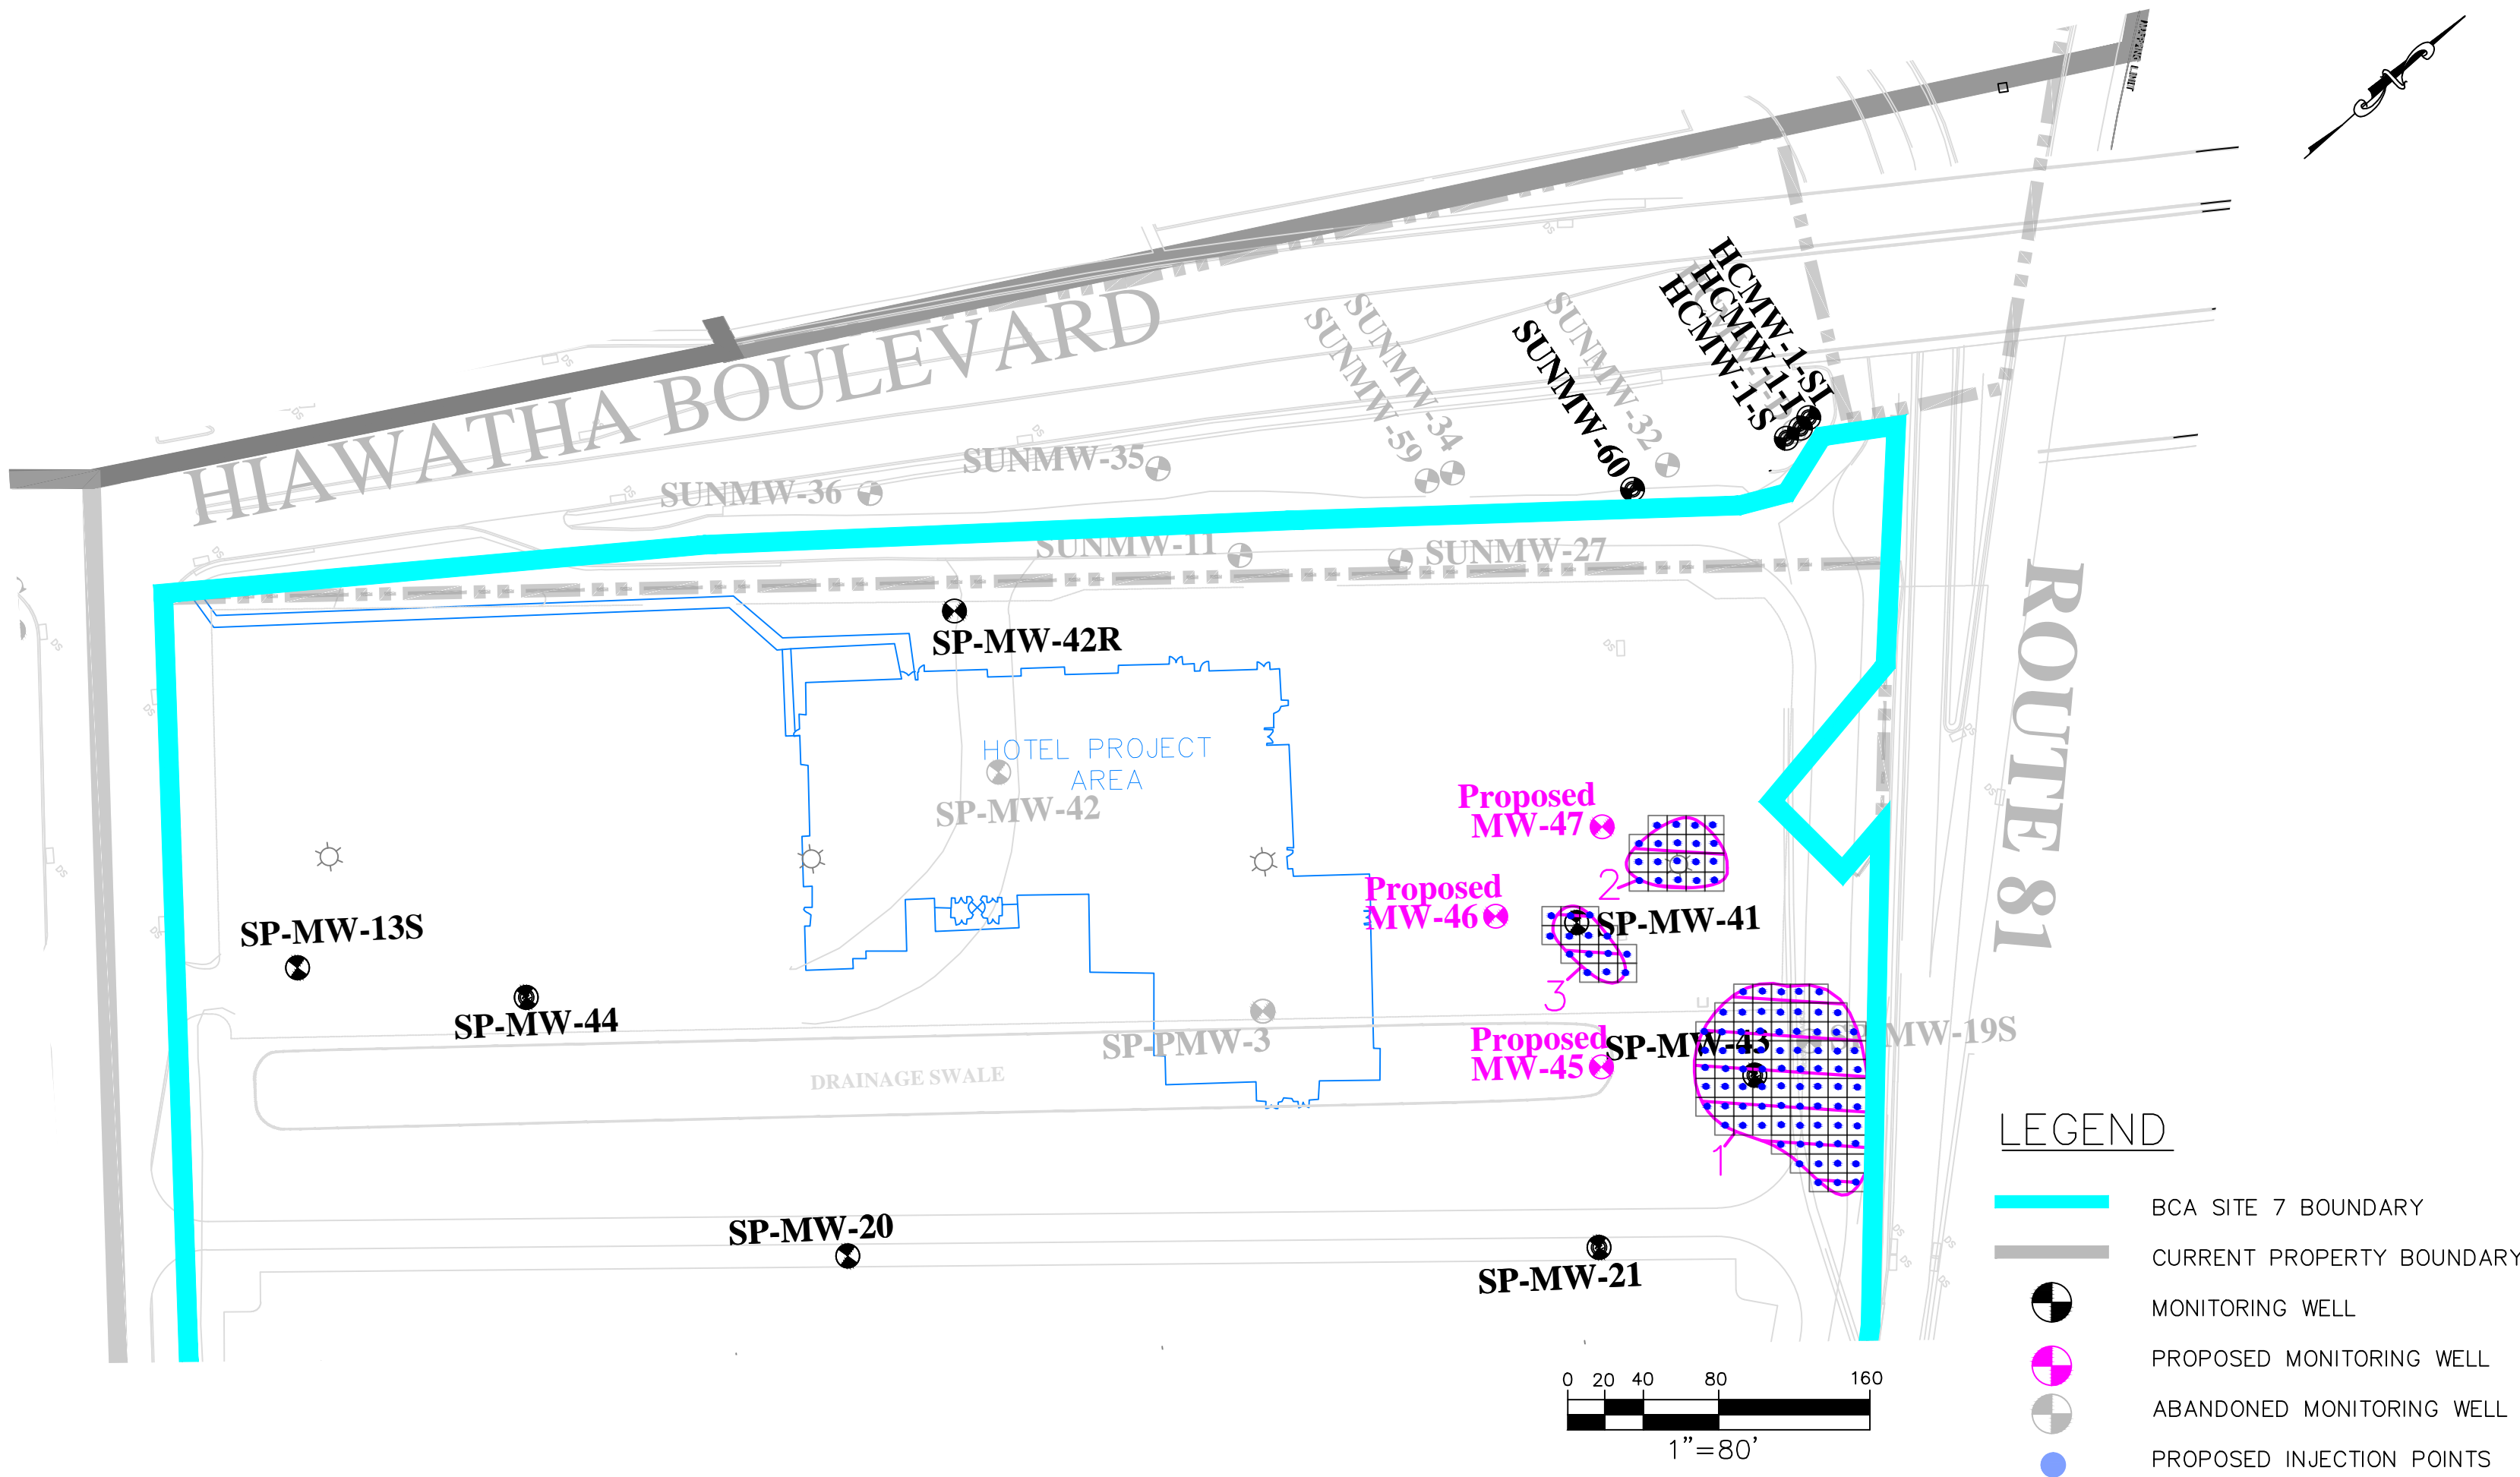 HIAWATHA BOULEVARD
HCMW-1-SI
HCMW-1-I
HCMW-1-S
SUNMW-32
SUNMW-60
SUNMW-34
SUNMW-59
SUNMW-35
SUNMW-36
SUNMW-11
SUNMW-27
SP-MW-42R
HOTEL PROJECT
AREA
SP-MW-42
ROUTE 81
Proposed
MW-47
2
Proposed
MW-46
SP-MW-41
3
SP-MW-13S
SP-MW-44
SP-PMW-3
Proposed
MW-45
SP-MW-43
SP-MW-19S
DRAINAGE SWALE
1
SP-MW-20
SP-MW-21
LEGEND
BCA SITE 7 BOUNDARY
CURRENT PROPERTY BOUNDARY
MONITORING WELL
PROPOSED MONITORING WELL
ABANDONED MONITORING WELL
PROPOSED INJECTION POINTS
0 20 40 80 160
1"=80'